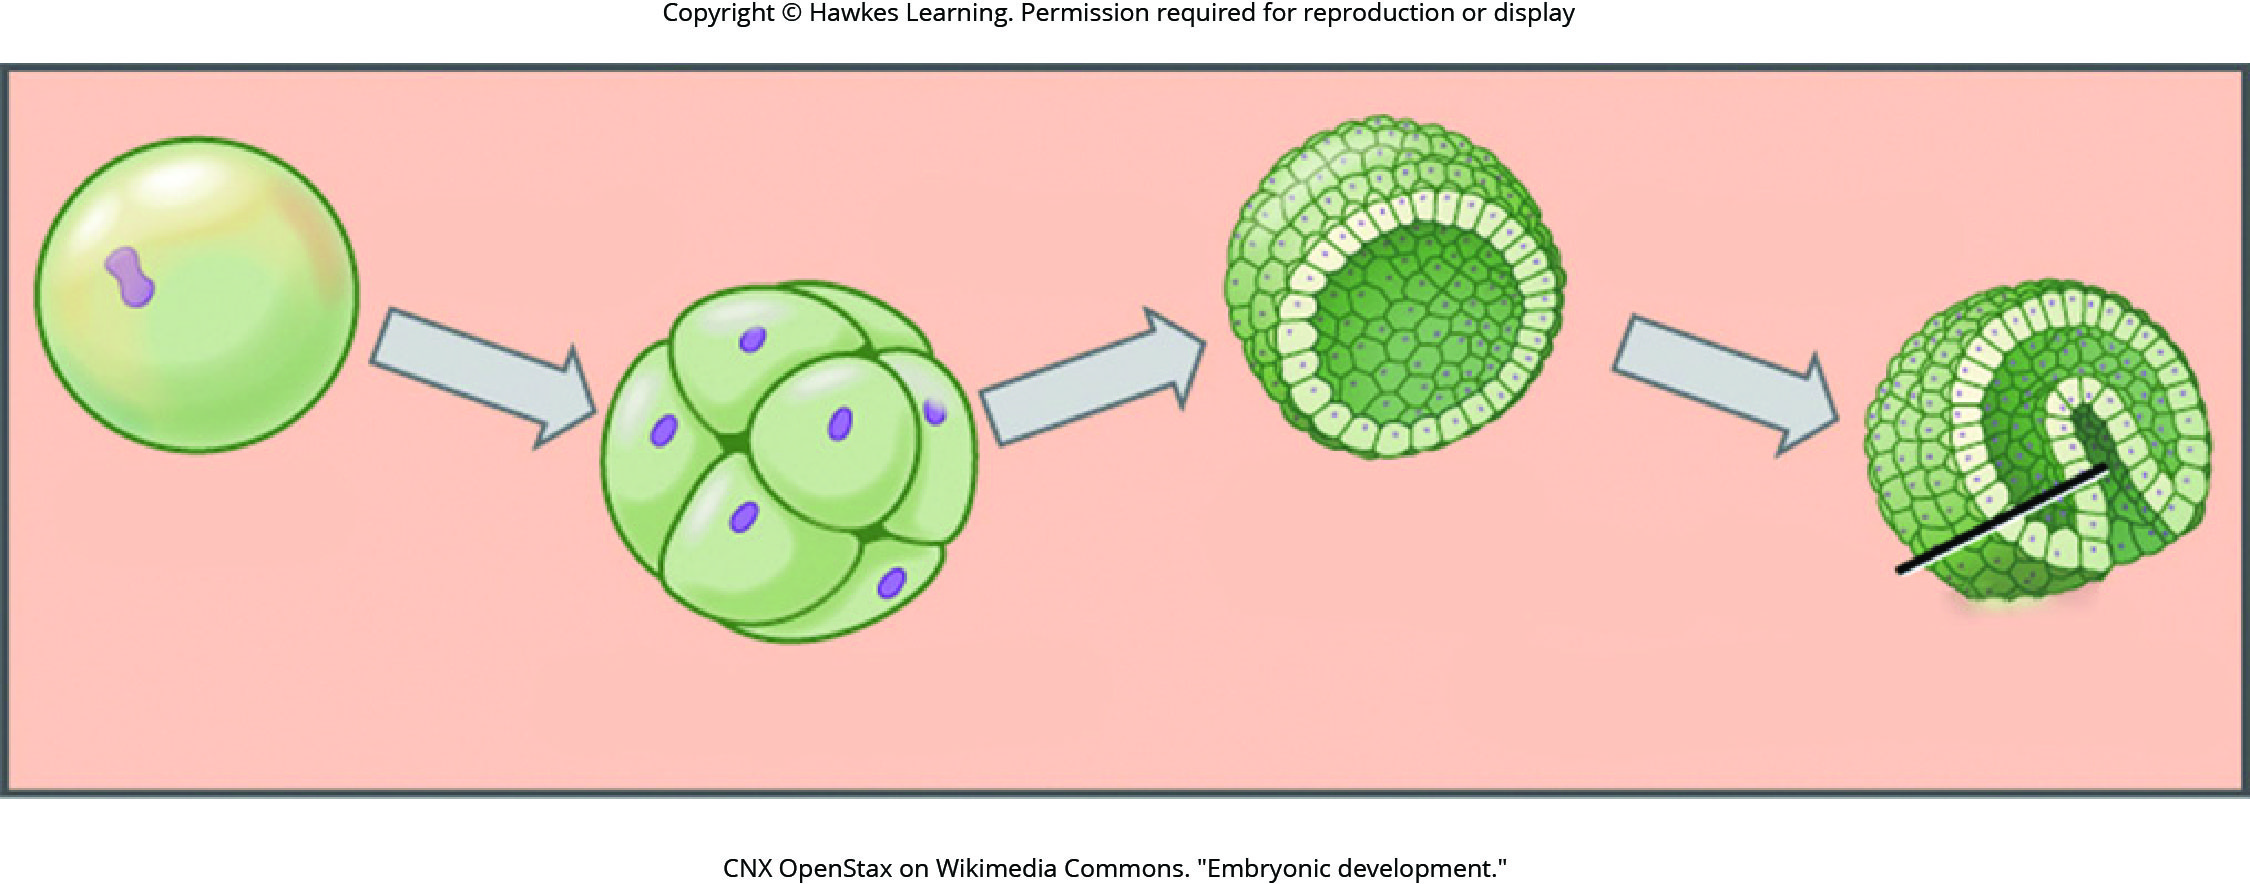 Copyright © Hawkes Learning. Permission required for reproduction or display
CNX OpenStax on Wikimedia Commons. "Embryonic development."